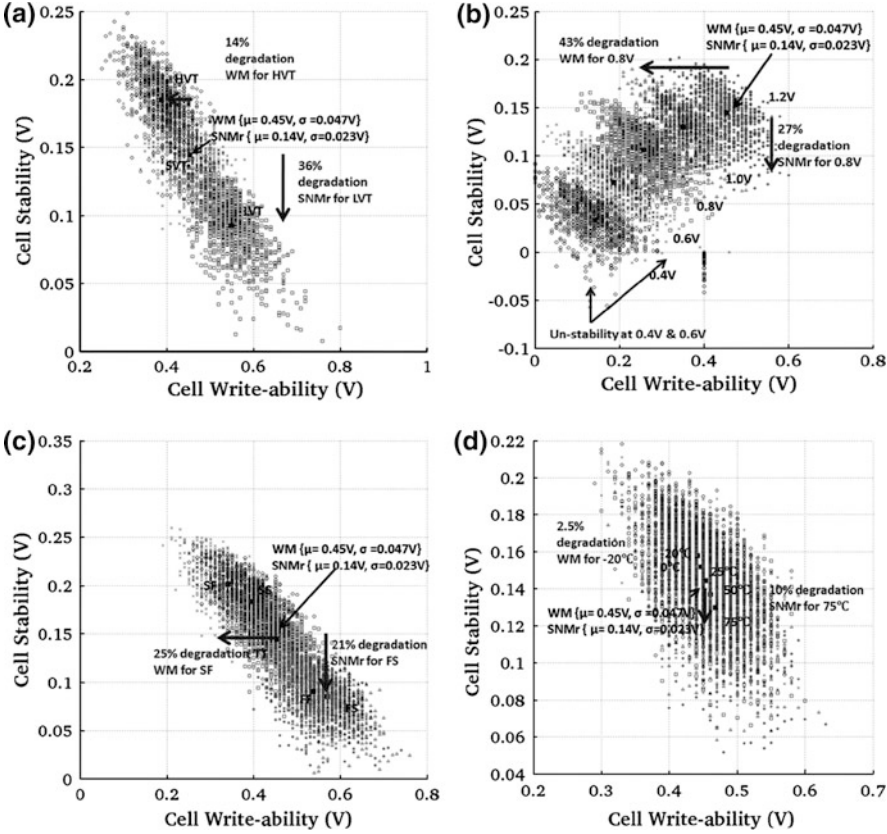 (a)
0.25
0.2
0.15
0.1
0.05
0
0.2
0.4
0.6
0.8
1
Cell Stability (V)
Cell Write-ability (V)
14%
degradation
WM for HVT
HVT
WM {μ= 0.45V, σ =0.047V}
SNMr { μ= 0.14V, σ=0.023V}
SVT
36%
degradation
SNMr for LVT
LVT
(b)
0.25
0.2
0.15
0.1
0.05
0
-0.05
-0.1
0
0.2
0.4
0.6
0.8
Cell Stability (V)
Cell Write-ability (V)
WM {μ= 0.45V, σ =0.047V}
SNMr { μ= 0.14V, σ=0.023V}
43% degradation
WM for 0.8V
1.2V
27%
degradation
SNMr for 0.8V
1.0V
0.8V
0.6V
0.4V
Un-stability at 0.4V & 0.6V
(c)
0.35
0.3
0.25
0.2
0.15
0.1
0.05
0
0
0.2
0.4
0.6
0.8
Cell Stability (V)
Cell Write-ability (V)
WM {μ= 0.45V, σ =0.047V}
SNMr { μ= 0.14V, σ=0.023V}
SF
SS
25% degradation TT
WM for SF
21% degradation
SNMr for FS
FF
FS
(d)
0.22
0.2
0.18
0.16
0.14
0.12
0.1
0.08
0.06
0.04
0.2
0.3
0.4
0.5
0.6
0.7
Cell Stability (V)
Cell Write-ability (V)
2.5%
degradation
WM for -20℃
20℃
0℃
25℃
50℃
75℃
10% degradation
SNMr for 75℃
WM {μ= 0.45V, σ =0.047V}
SNMr { μ= 0.14V, σ=0.023V}